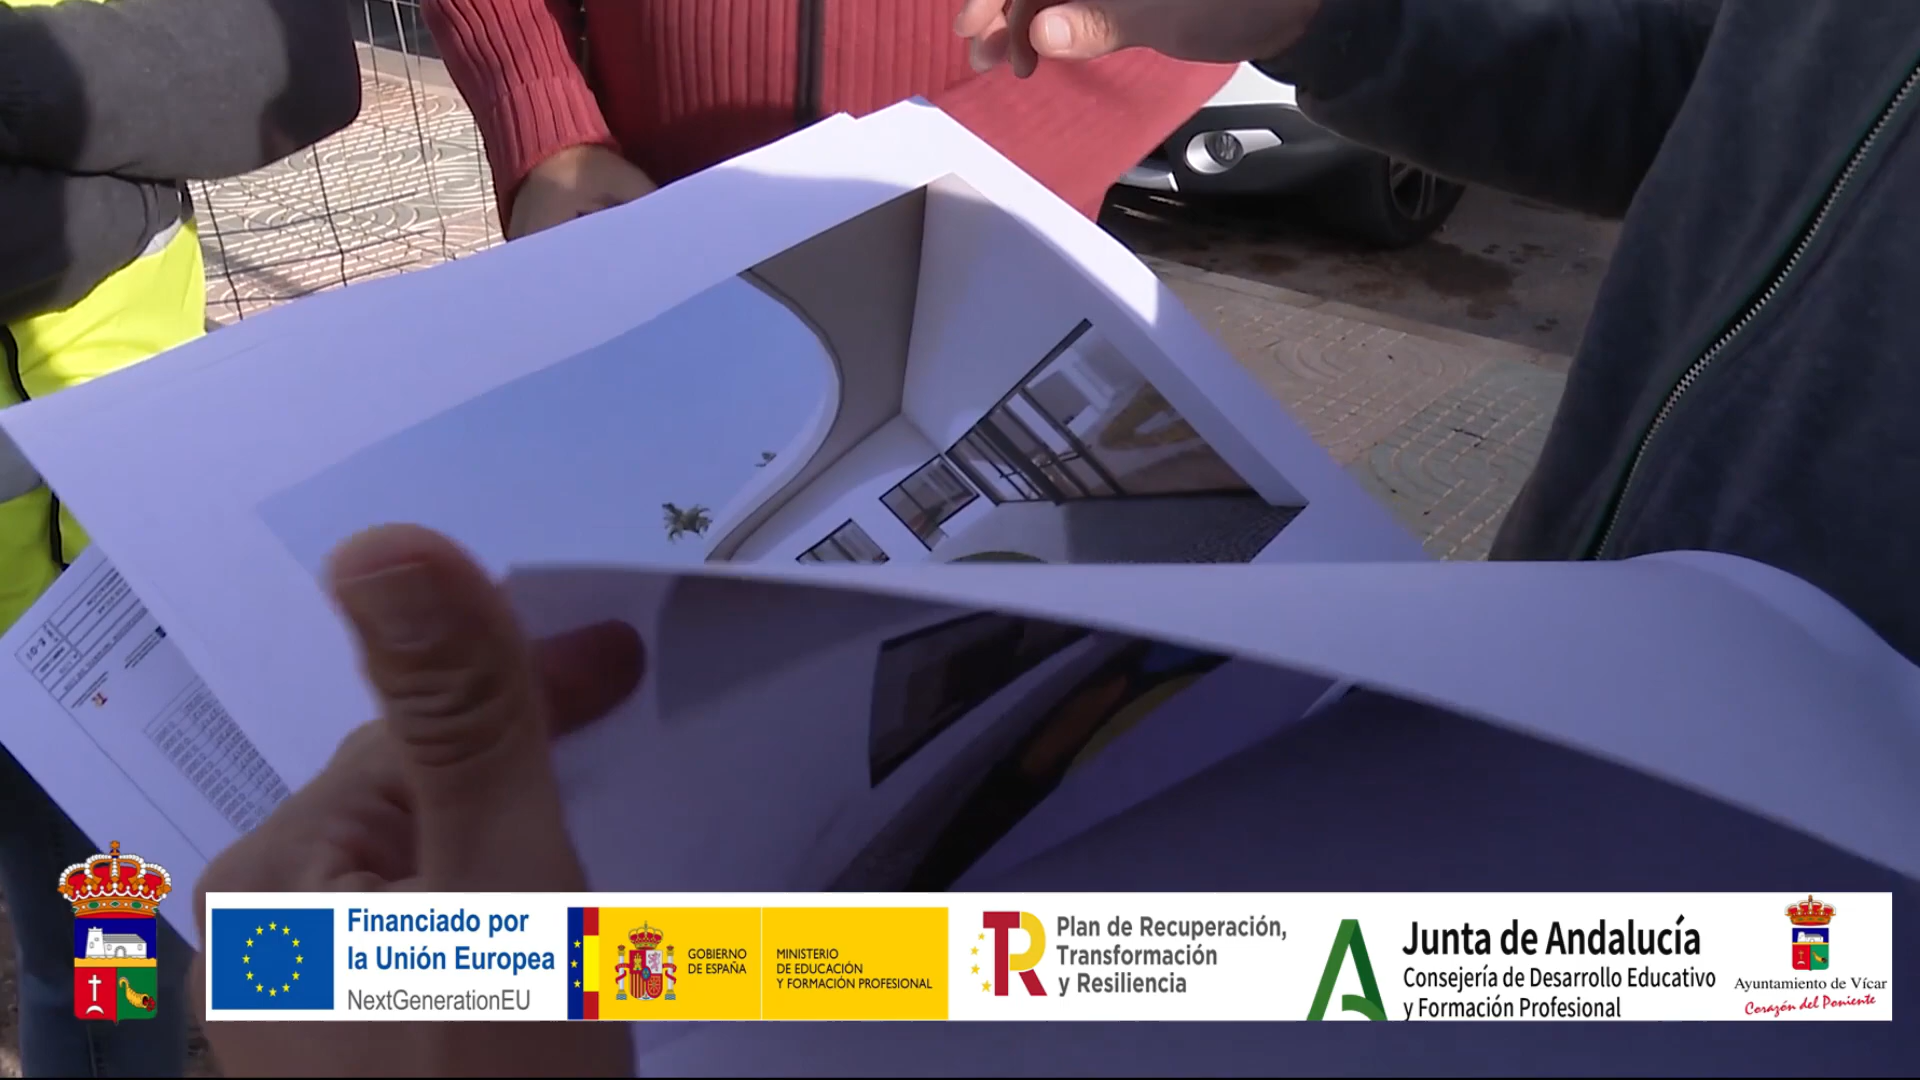 Financiado por
la Unión Europea
NextGenerationEU
GOBIERNO
DE ESPAÑA
MINISTERIO
DE EDUCACIÓN
Y FORMACIÓN PROFESIONAL
Plan de Recuperación,
Transformación
y Resiliencia
Junta de Andalucía
Consejería de Desarrollo Educativo
y Formación Profesional
Ayuntamiento de Vícar
Corazón del Poniente